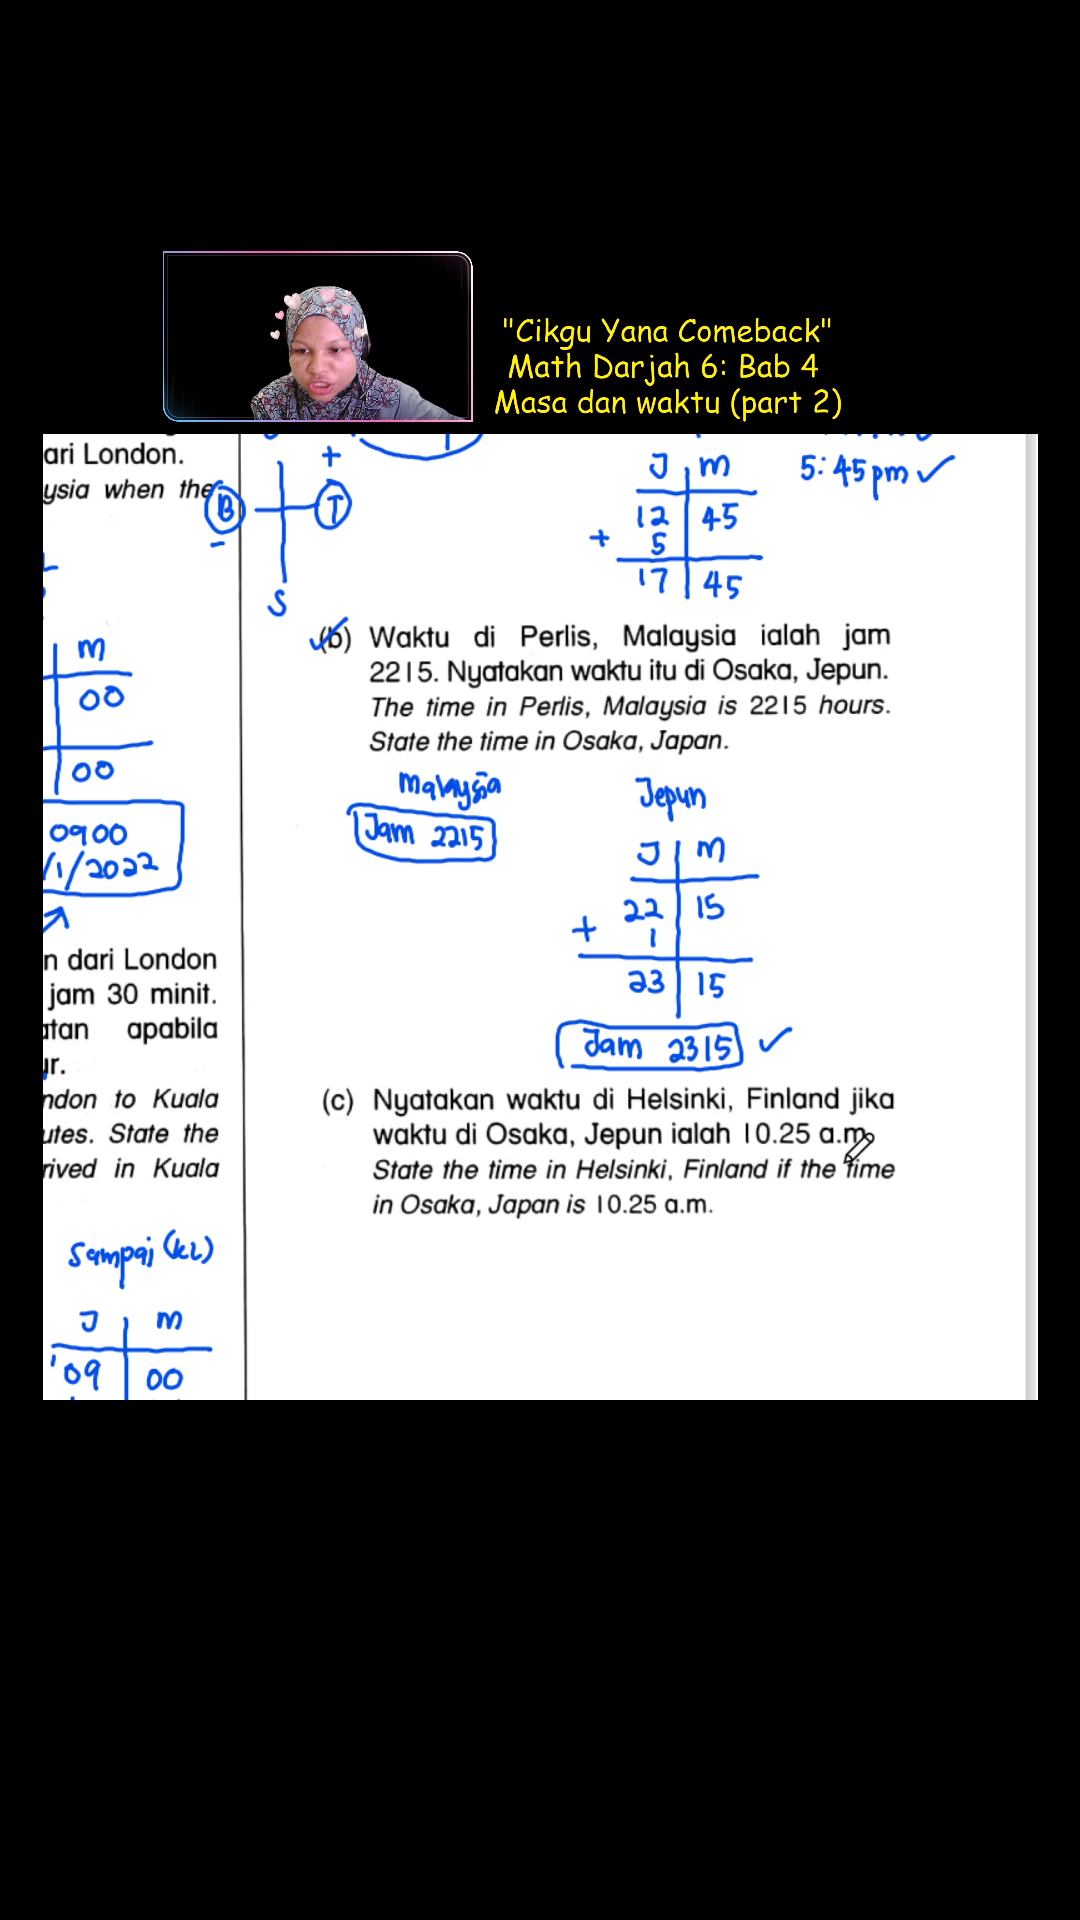 "Cikgu Yana Comeback"
Math Darjah 6: Bab 4
Masa dan waktu (part 2)
ari London.
ysia when the
B
T
+
-
S
M
00
00
0900
/1/2022
n dari London
jam 30 minit.
atan apabila
ur.
ndon to Kuala
utes. State the
rived in Kuala
Sampai (KL)
J M
09 00
J M
12 45
+ 5
17 45
5:45pm ✓
(b) Waktu di Perlis, Malaysia ialah jam
2215. Nyatakan waktu itu di Osaka, Jepun.
The time in Perlis, Malaysia is 2215 hours.
State the time in Osaka, Japan.
Malaysia
Jam 2215
Jepun
J M
22 15
+ 1
23 15
Jam 2315 ✓
(c) Nyatakan waktu di Helsinki, Finland jika
waktu di Osaka, Jepun ialah 10.25 a.m.
State the time in Helsinki, Finland if the time
in Osaka, Japan is 10.25 a.m.